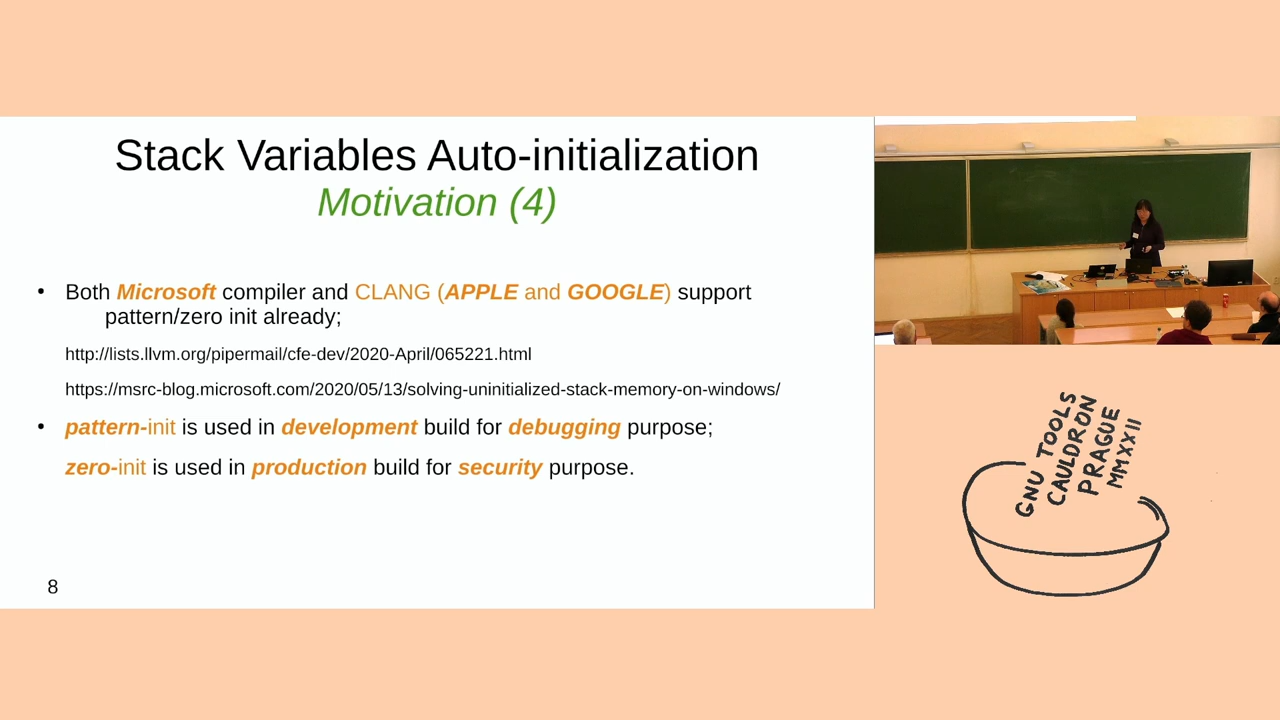 Stack Variables Auto-initialization
Motivation (4)
• Both Microsoft compiler and CLANG (APPLE and GOOGLE) support
pattern/zero init already;
http://lists.llvm.org/pipermail/cfe-dev/2020-April/065221.html
https://msrc-blog.microsoft.com/2020/05/13/solving-uninitialized-stack-memory-on-windows/
• pattern-init is used in development build for debugging purpose;
zero-init is used in production build for security purpose.
8
GNU TOOLS
CAULDRON
PRAGUE
MMXXII